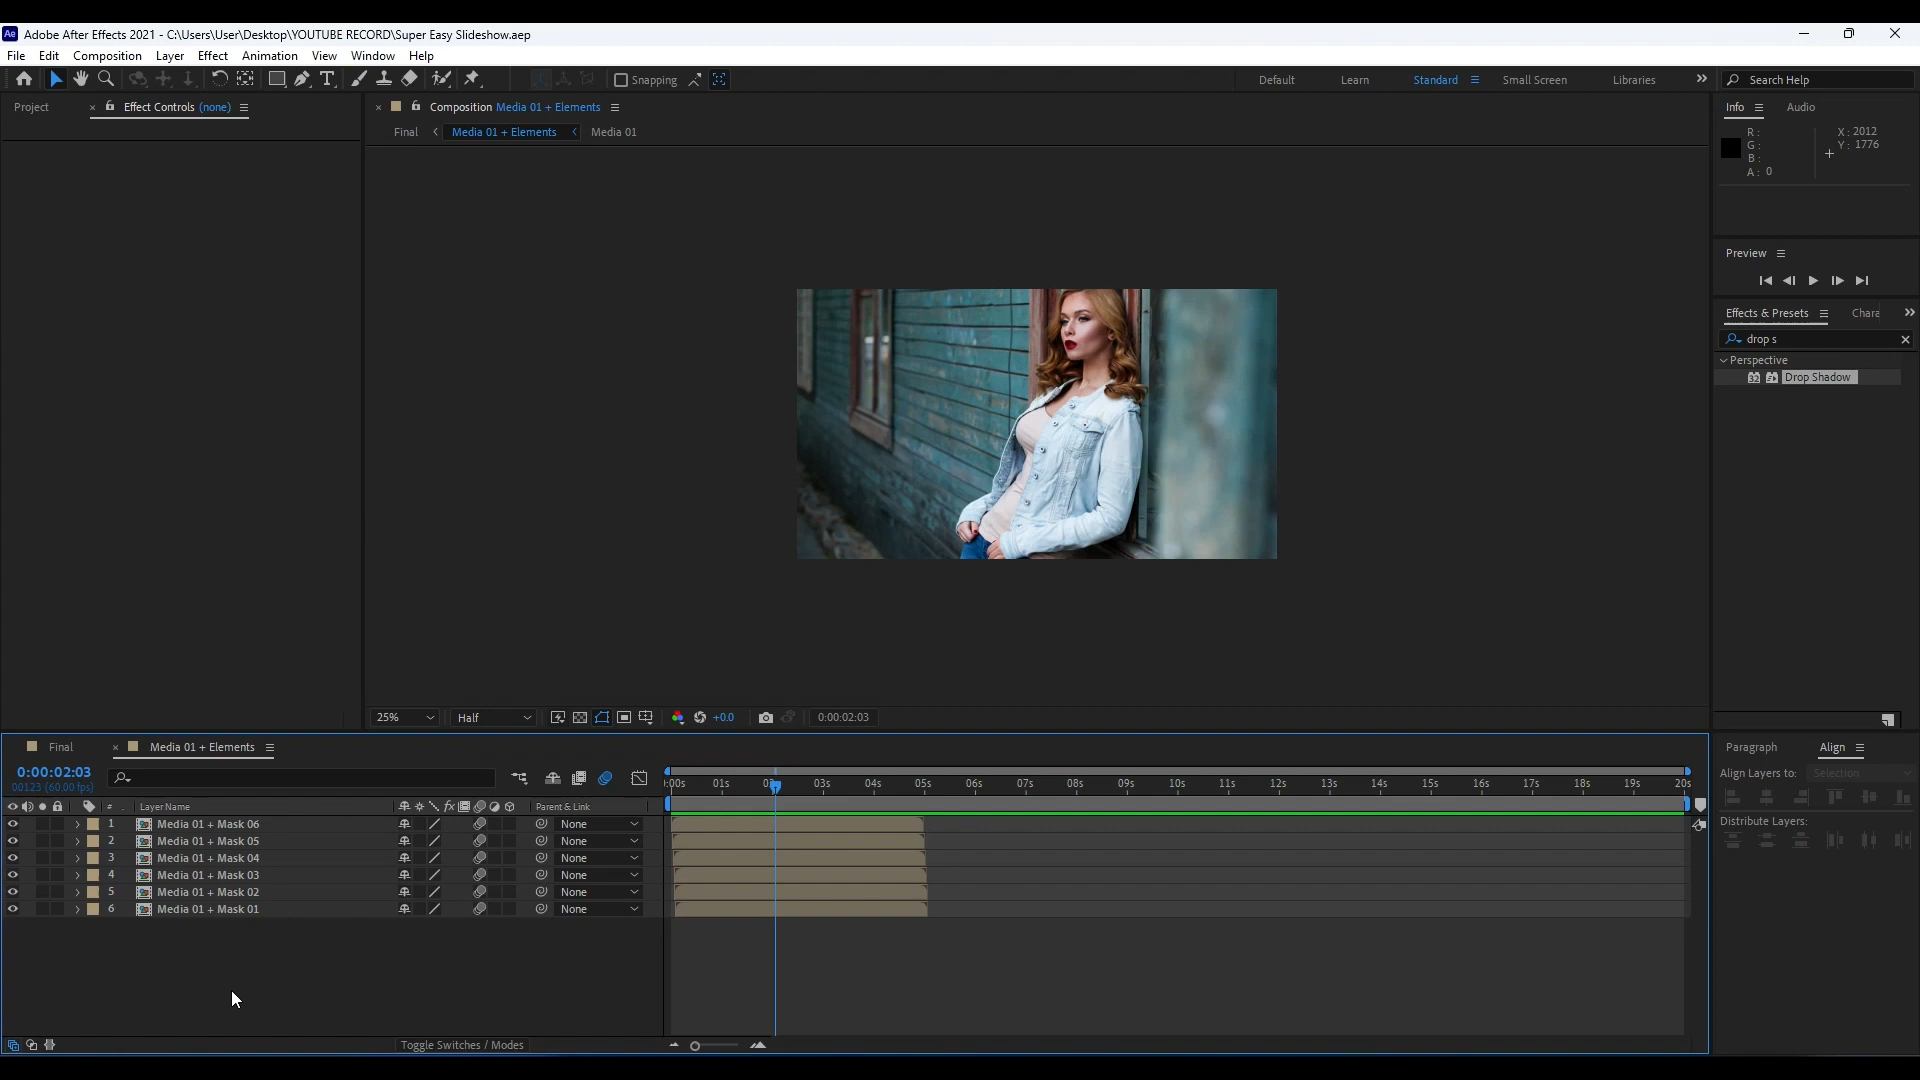 Ae Adobe After Effects 2021 - C:\Users\User\Desktop\YOUTUBE RECORD\Super Easy Slideshow.aep
File Edit Composition Layer Effect Animation View Window Help
Snapping Default Learn Standard Small Screen Libraries Search Help
Project Effect Controls (none) Composition Media 01 + Elements Info Audio
Final Media 01 + Elements Media 01
R:
G:
B:
A: 0
X: 2012
Y: 1776
Preview
Effects & Presets Chara
drop s
Perspective
32 Drop Shadow
25% Half +0.0 0:00:02:03
Final Media 01 + Elements
0:00:02:03
00123 (60.00 fps)
:00s 01s 03s 04s 05s 06s 07s 08s 09s 10s 11s 12s 13s 14s 15s 16s 17s 18s 19s 20s
# Layer Name fx Parent & Link
1 Media 01 + Mask 06 None
2 Media 01 + Mask 05 None
3 Media 01 + Mask 04 None
4 Media 01 + Mask 03 None
5 Media 01 + Mask 02 None
6 Media 01 + Mask 01 None
Toggle Switches / Modes
Paragraph Align
Align Layers to: Selection
Distribute Layers: